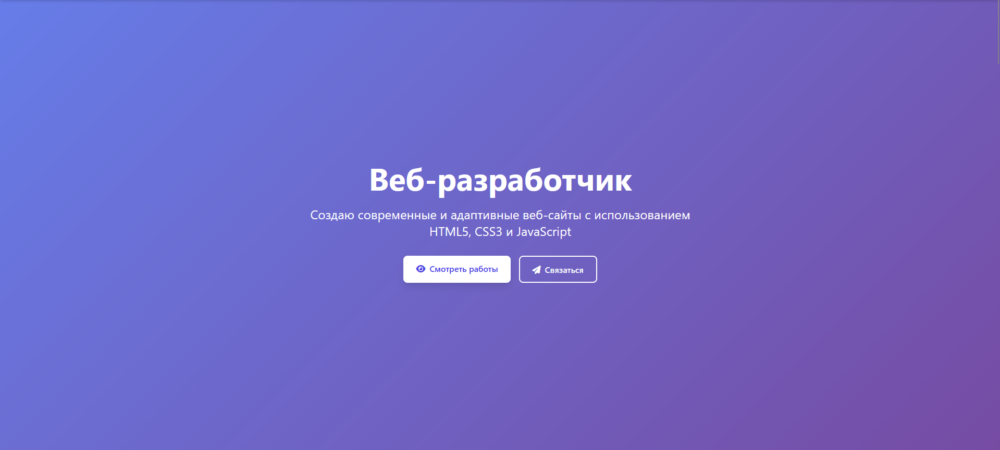 Веб-разработчик
Создаю современные и адаптивные веб-сайты с использованием
HTML5, CSS3 и JavaScript
Смотреть работы
Связаться